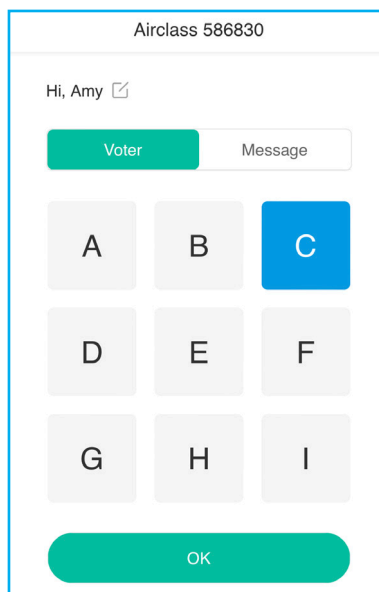 Airclass 586830
Hi, Amy
Voter Message
A B C
D E F
G H I
OK